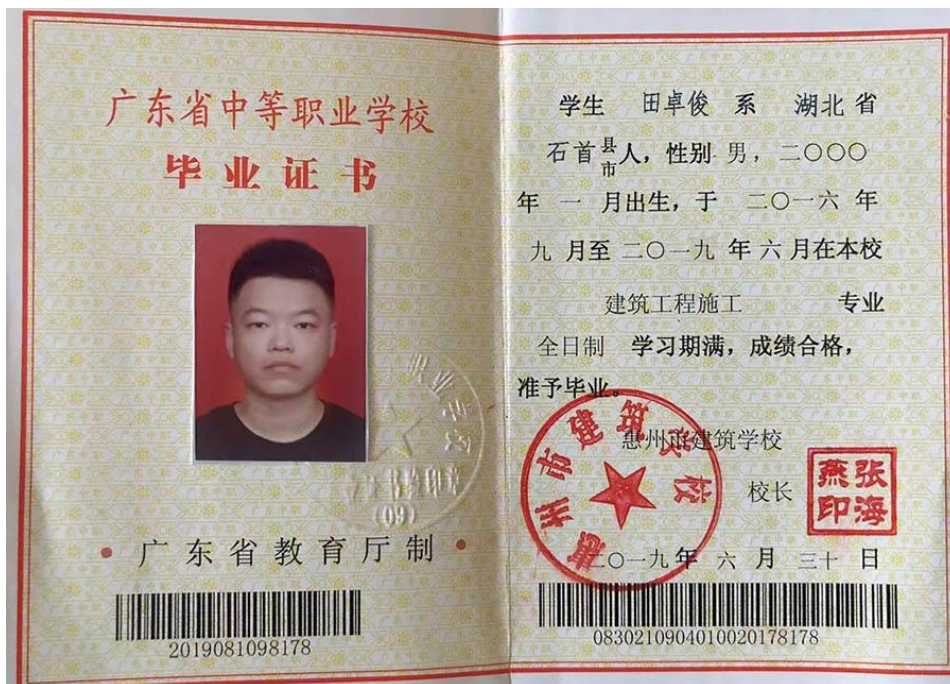 广东省中等职业学校
毕业证书
职业学校
(09)
广东省教育厅制
2019081098178
学生 田卓俊 系 湖北省
石首县市人，性别 男，二〇〇〇
年 一 月出生，于 二〇一六 年
九 月至 二〇一九 年 六 月在本校
建筑工程施工 专业
全日制 学习期满，成绩合格，
准予毕业。
惠州市建筑学校
惠州市建筑学校
校长
张海燕印
二〇一九年 六 月 三十 日
0830210904010020178178